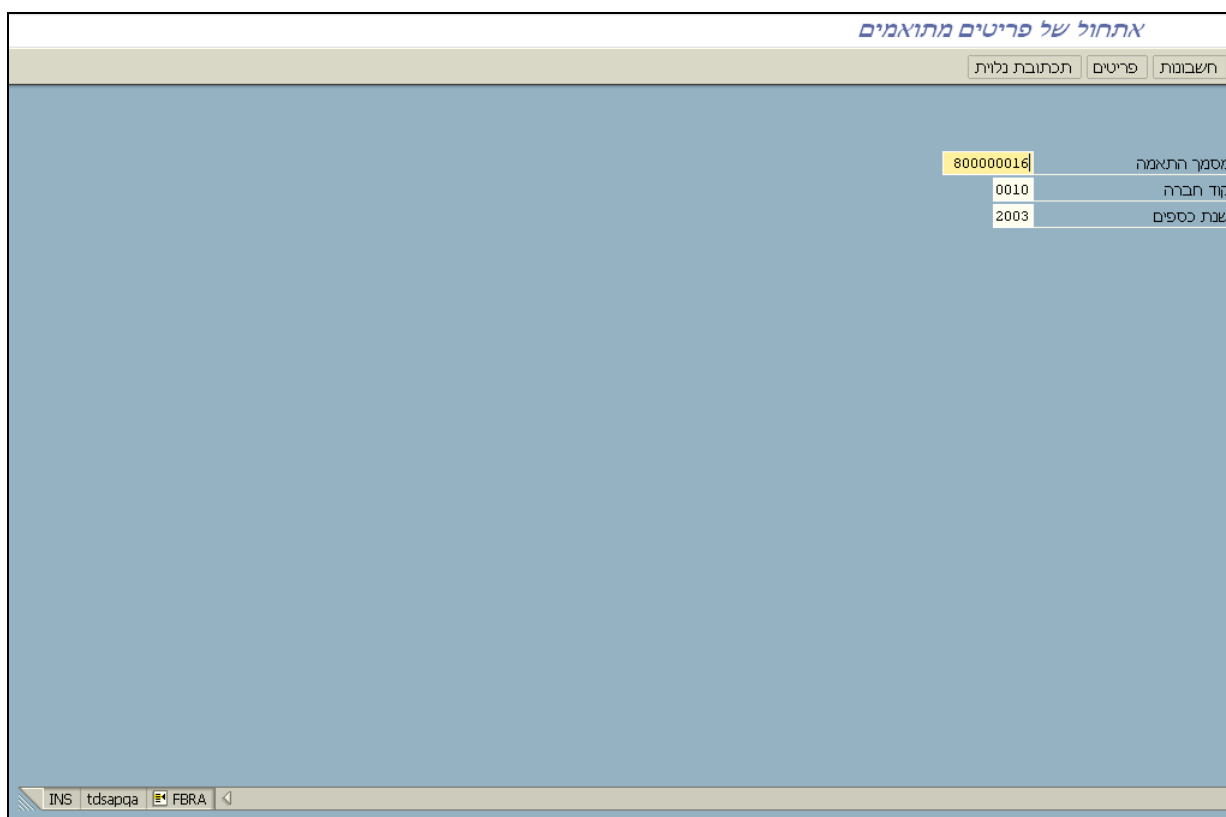 אתחול של פריטים מתואמים
חשבונות פריטים תכתובת נלוית
מסמך התאמה 800000016
קוד חברה 0010
שנת כספים 2003
INS tdsapqa FBRA